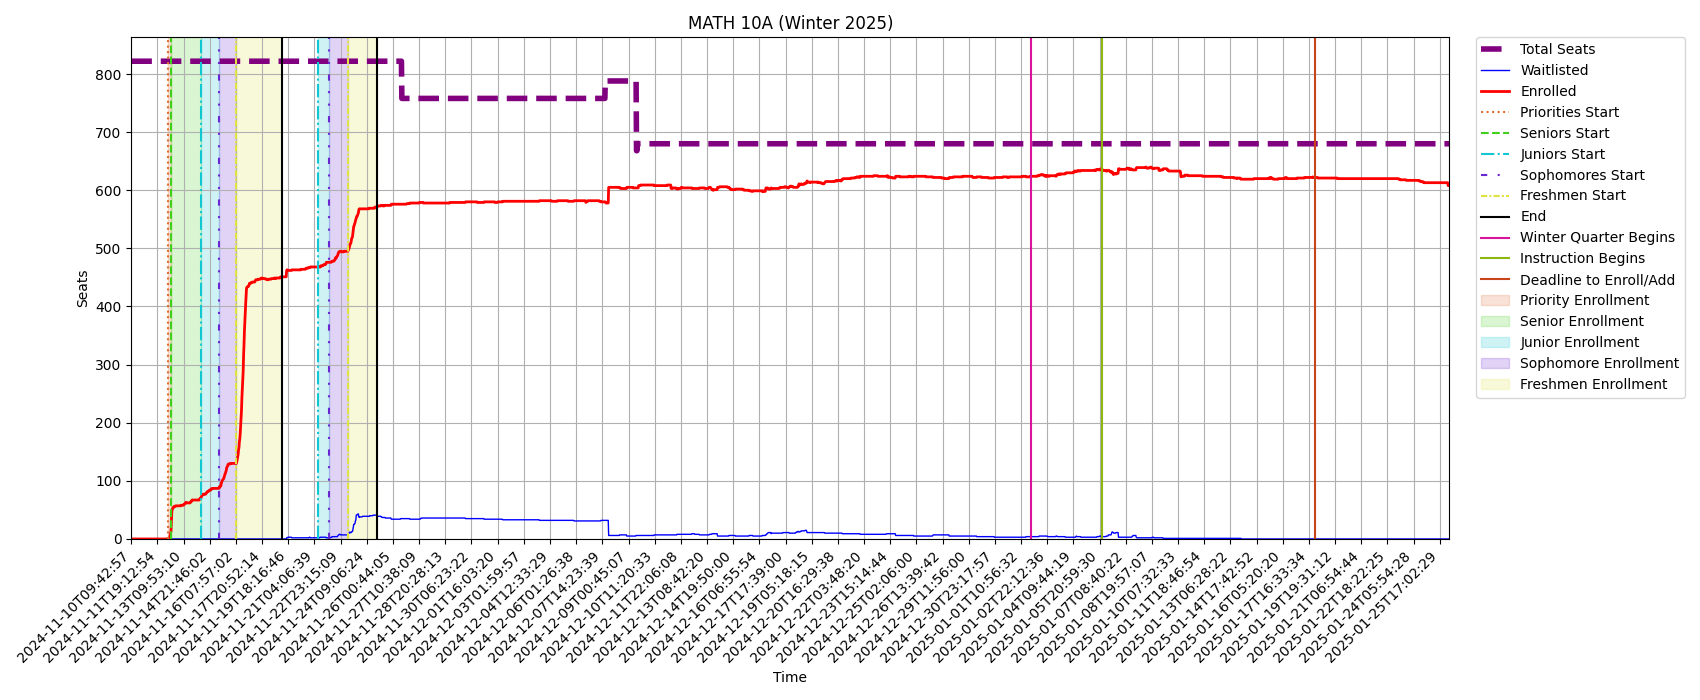 MATH 10A (Winter 2025)
Seats
800
700
600
500
400
300
200
100
0
2024-11-10T09:42:57
2024-11-11T19:12:54
2024-11-13T09:53:10
2024-11-14T21:46:02
2024-11-16T07:57:02
2024-11-17T20:52:14
2024-11-19T18:16:46
2024-11-21T04:06:39
2024-11-22T23:15:09
2024-11-24T09:06:24
2024-11-26T00:44:05
2024-11-27T10:38:09
2024-11-28T20:28:13
2024-11-30T06:23:22
2024-12-01T16:03:20
2024-12-03T01:59:57
2024-12-04T12:33:29
2024-12-06T01:26:38
2024-12-07T14:23:39
2024-12-09T00:45:07
2024-12-10T11:20:33
2024-12-11T22:06:08
2024-12-13T08:42:20
2024-12-14T19:50:00
2024-12-16T06:55:54
2024-12-17T17:39:00
2024-12-19T05:18:15
2024-12-20T16:29:38
2024-12-22T03:48:20
2024-12-23T15:14:44
2024-12-25T02:06:00
2024-12-26T13:39:42
2024-12-29T11:56:00
2024-12-30T23:17:57
2025-01-01T10:56:32
2025-01-02T22:12:36
2025-01-04T09:44:19
2025-01-05T20:59:30
2025-01-07T08:40:22
2025-01-08T19:57:07
2025-01-10T07:32:33
2025-01-11T18:46:54
2025-01-13T06:28:22
2025-01-14T17:42:52
2025-01-16T05:20:20
2025-01-17T16:33:34
2025-01-19T19:31:12
2025-01-21T06:54:44
2025-01-22T18:22:25
2025-01-24T05:54:28
2025-01-25T17:02:29
Time
Total Seats
Waitlisted
Enrolled
Priorities Start
Seniors Start
Juniors Start
Sophomores Start
Freshmen Start
End
Winter Quarter Begins
Instruction Begins
Deadline to Enroll/Add
Priority Enrollment
Senior Enrollment
Junior Enrollment
Sophomore Enrollment
Freshmen Enrollment